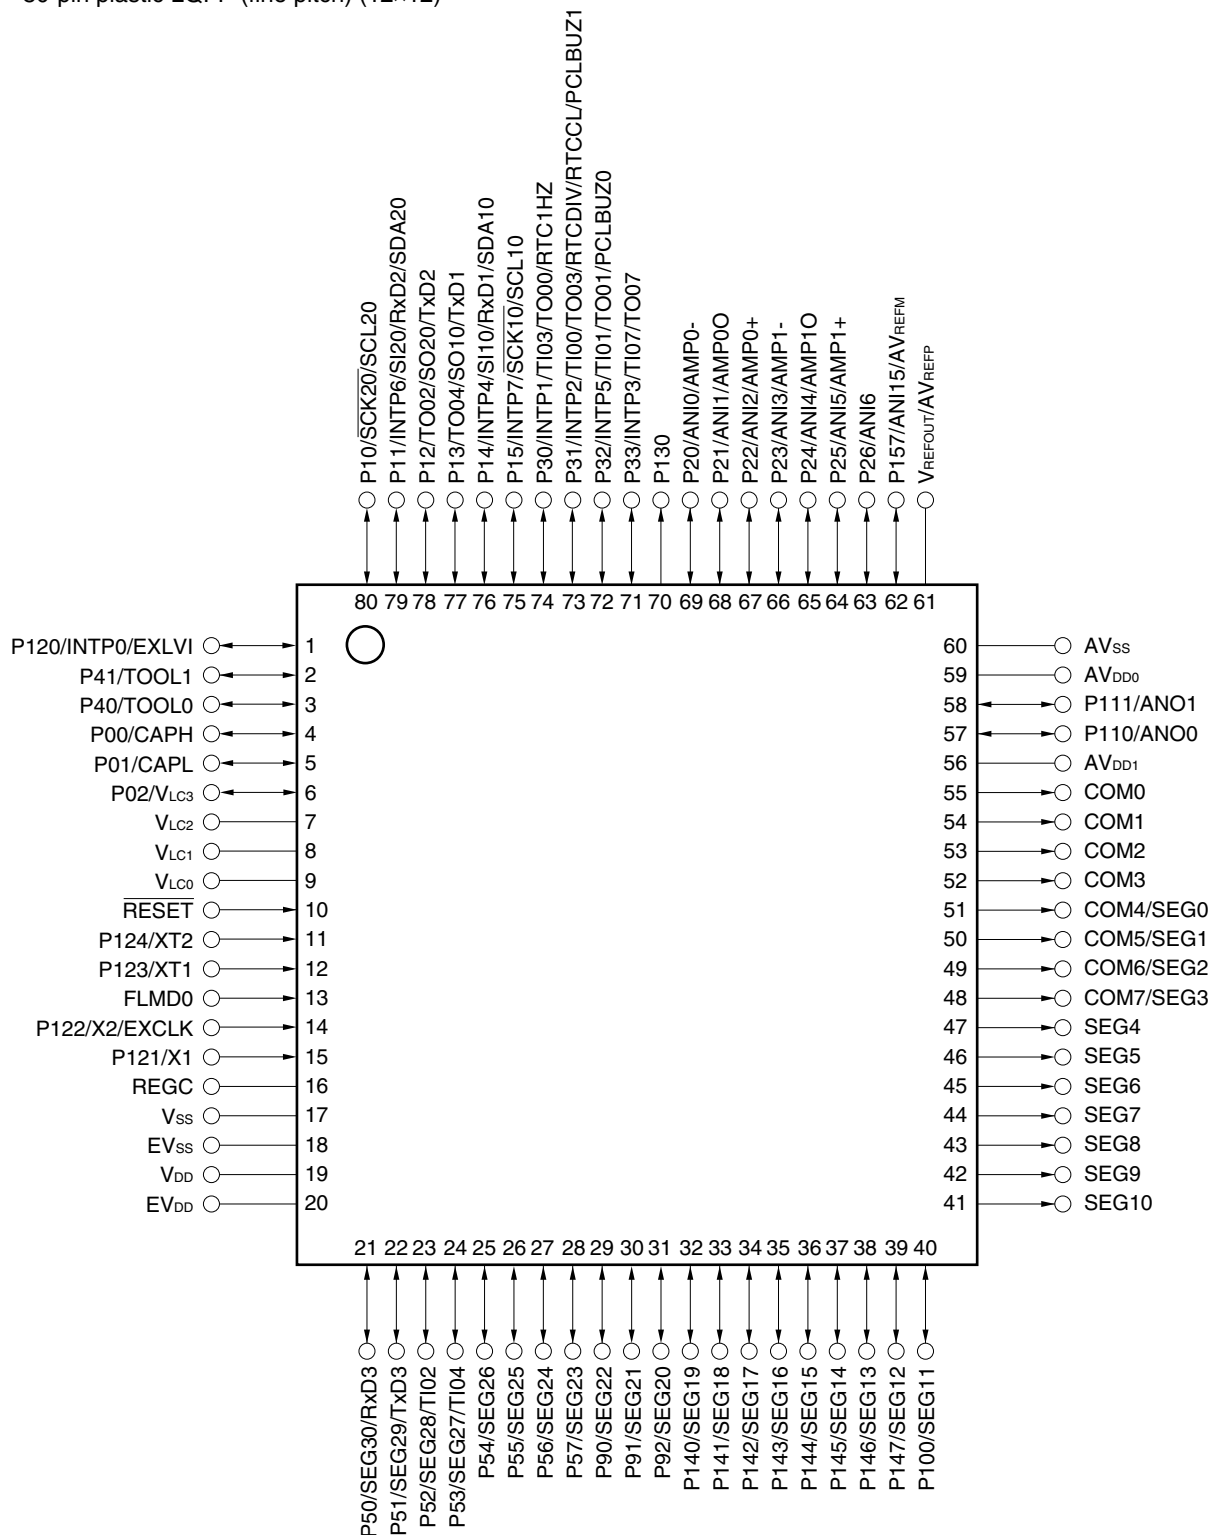 P10/SCK20/SCL20
P11/INTP6/SI20/RxD2/SDA20
P12/TO02/SO20/TxD2
P13/TO04/SO10/TxD1
P14/INTP4/SI10/RxD1/SDA10
P15/INTP7/SCK10/SCL10
P30/INTP1/TI03/TO00/RTC1HZ
P31/INTP2/TI00/TO03/RTCDIV/RTCCL/PCLBUZ1
P32/INTP5/TI01/TO01/PCLBUZ0
P33/INTP3/TI07/TO07
P130
P20/ANI0/AMP0-
P21/ANI1/AMP0O
P22/ANI2/AMP0+
P23/ANI3/AMP1-
P24/ANI4/AMP1O
P25/ANI5/AMP1+
P26/ANI6
P157/ANI15/AVREFM
VREFOUT/AVREFP
80 79 78 77 76 75 74 73 72 71 70 69 68 67 66 65 64 63 62 61
P120/INTP0/EXLVI 1
P41/TOOL1 2
P40/TOOL0 3
P00/CAPH 4
P01/CAPL 5
P02/VLC3 6
VLC2 7
VLC1 8
VLC0 9
RESET 10
P124/XT2 11
P123/XT1 12
FLMD0 13
P122/X2/EXCLK 14
P121/X1 15
REGC 16
VSS 17
EVSS 18
VDD 19
EVDD 20
60 AVSS
59 AVDD0
58 P111/ANO1
57 P110/ANO0
56 AVDD1
55 COM0
54 COM1
53 COM2
52 COM3
51 COM4/SEG0
50 COM5/SEG1
49 COM6/SEG2
48 COM7/SEG3
47 SEG4
46 SEG5
45 SEG6
44 SEG7
43 SEG8
42 SEG9
41 SEG10
21 22 23 24 25 26 27 28 29 30 31 32 33 34 35 36 37 38 39 40
P50/SEG30/RxD3
P51/SEG29/TxD3
P52/SEG28/TI02
P53/SEG27/TI04
P54/SEG26
P55/SEG25
P56/SEG24
P57/SEG23
P90/SEG22
P91/SEG21
P92/SEG20
P140/SEG19
P141/SEG18
P142/SEG17
P143/SEG16
P144/SEG15
P145/SEG14
P146/SEG13
P147/SEG12
P100/SEG11